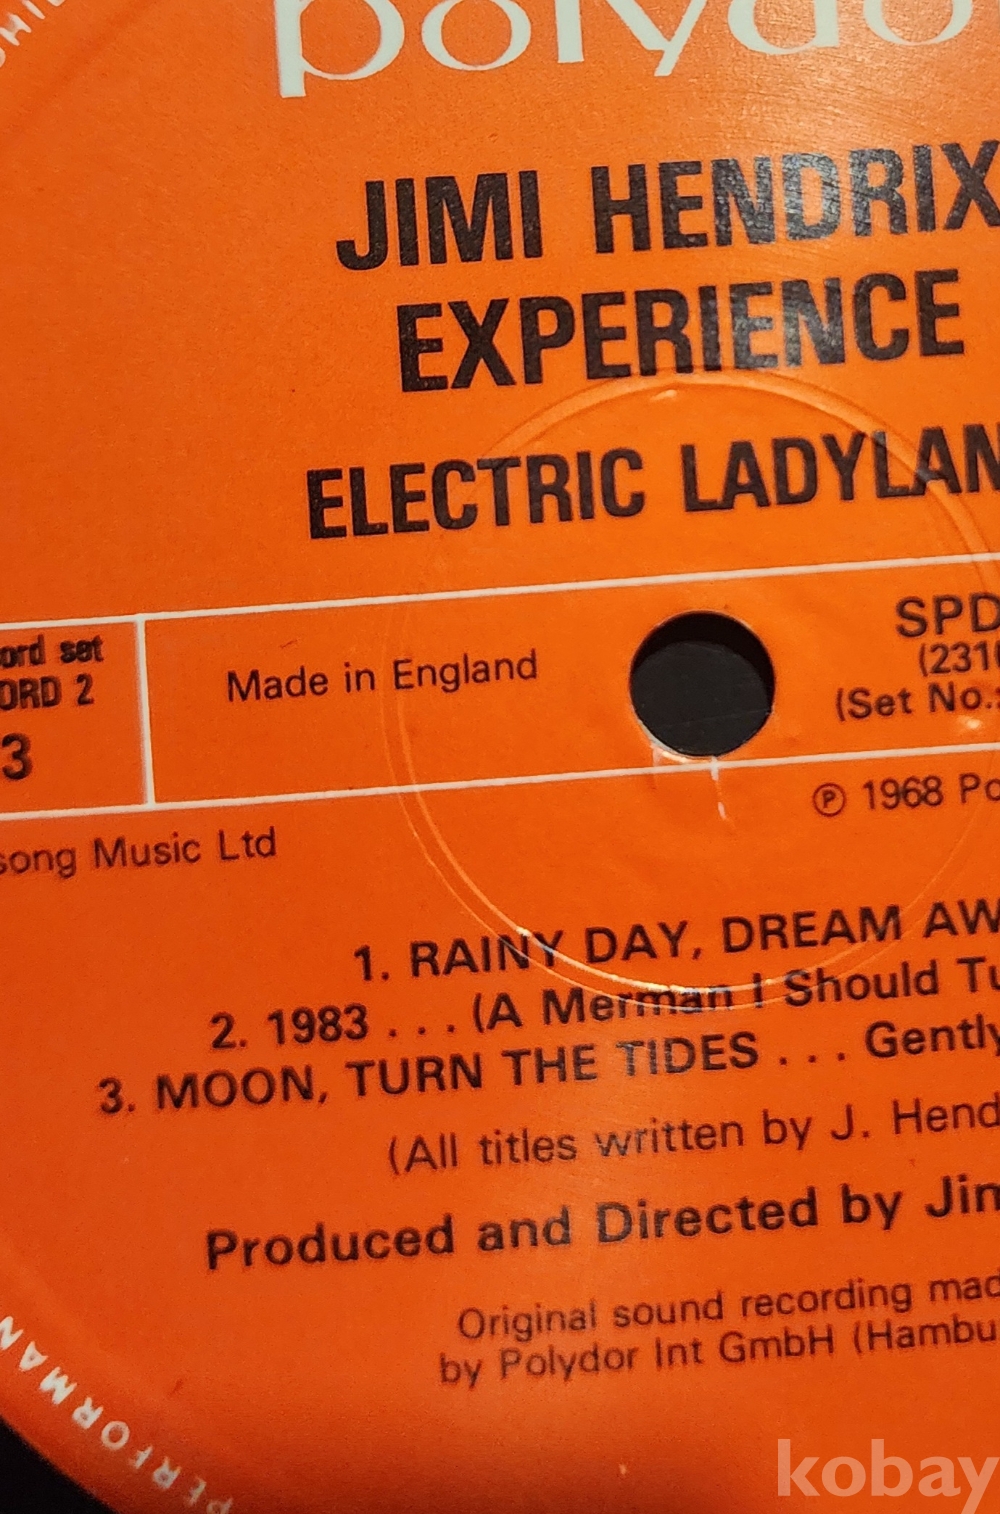 polydor
JIMI HENDRIX
EXPERIENCE
ELECTRIC LADYLAN
ord set
ORD 2
3
Made in England
SPD
(231
(Set No.:
℗ 1968 Po
song Music Ltd
1. RAINY DAY, DREAM AW
2. 1983 . . . (A Merman I Should Tu
3. MOON, TURN THE TIDES . . . Gently
(All titles written by J. Hend
Produced and Directed by Jim
Original sound recording mad
by Polydor Int GmbH (Hambu
PERFORMAN
kobay